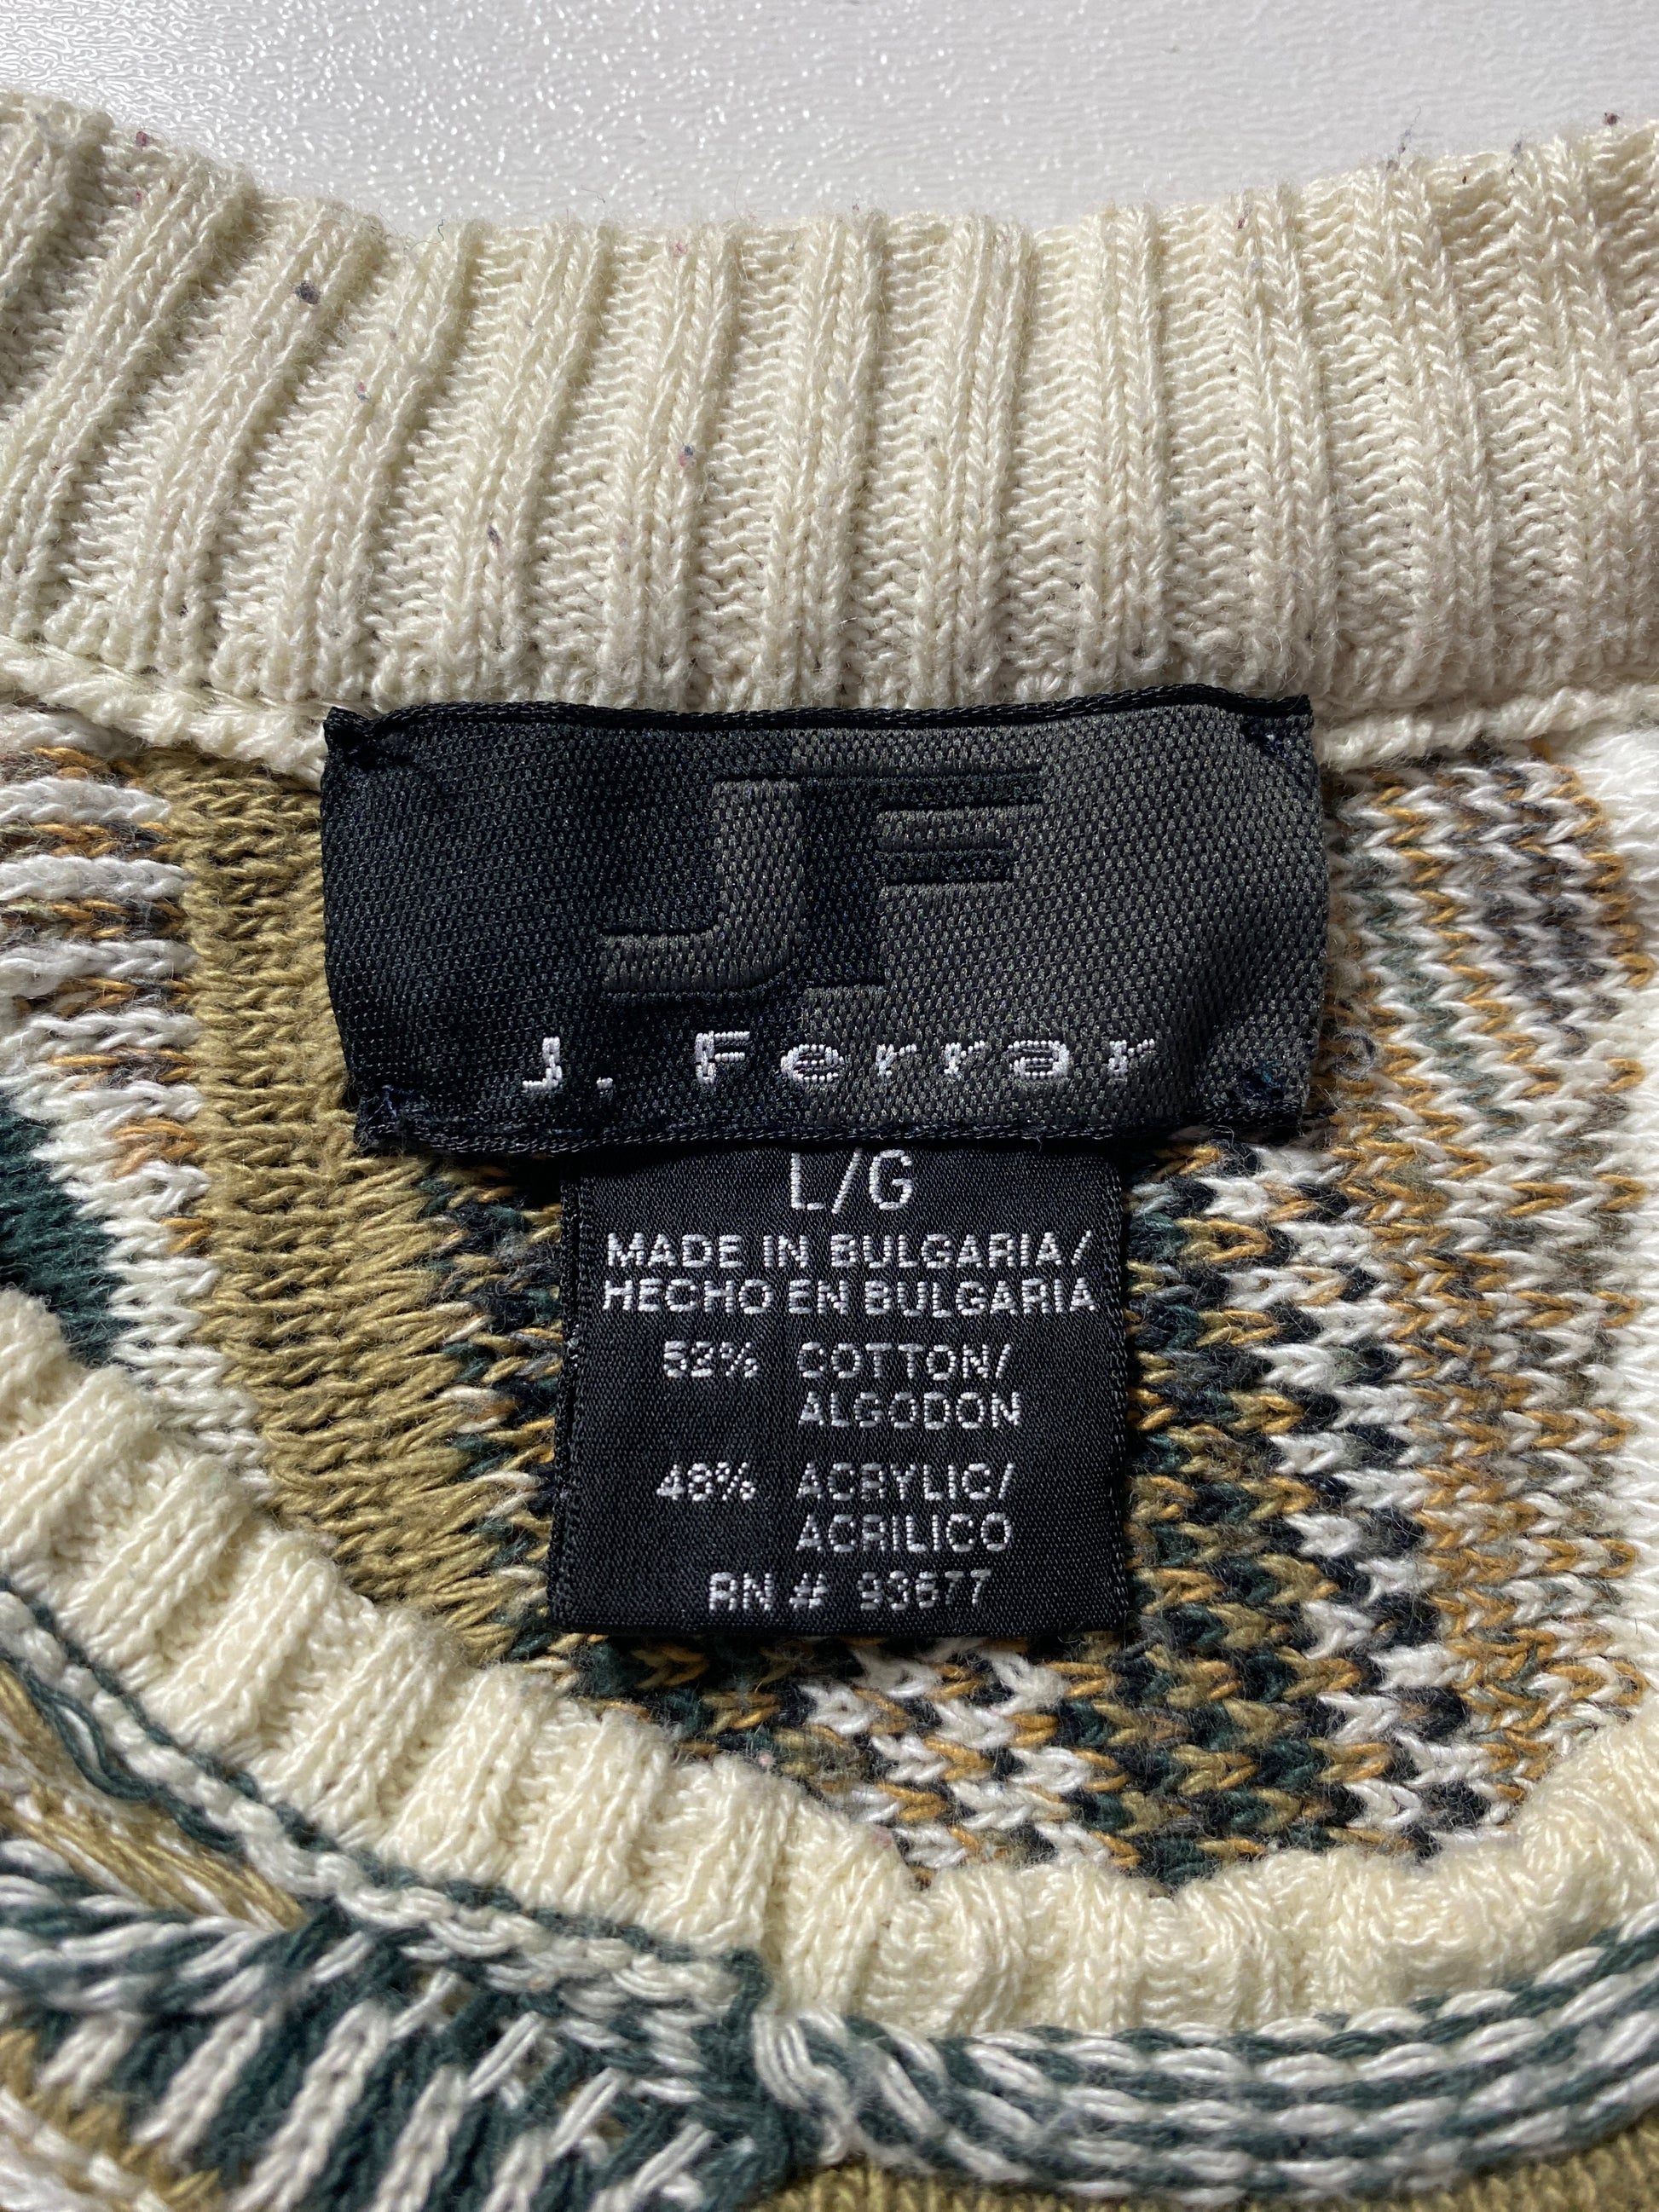 JF
J. Ferrar
L/G
MADE IN BULGARIA/
HECHO EN BULGARIA
52% COTTON/
ALGODON
48% ACRYLIC/
ACRILICO
RN # 93677